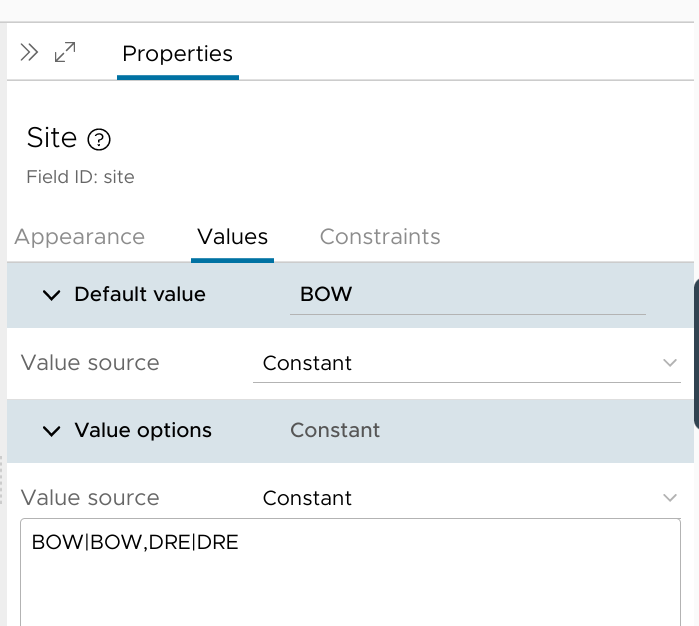 Properties
Site ?
Field ID: site
Appearance Values Constraints
Default value BOW
Value source Constant
Value options Constant
Value source Constant
BOW|BOW,DRE|DRE